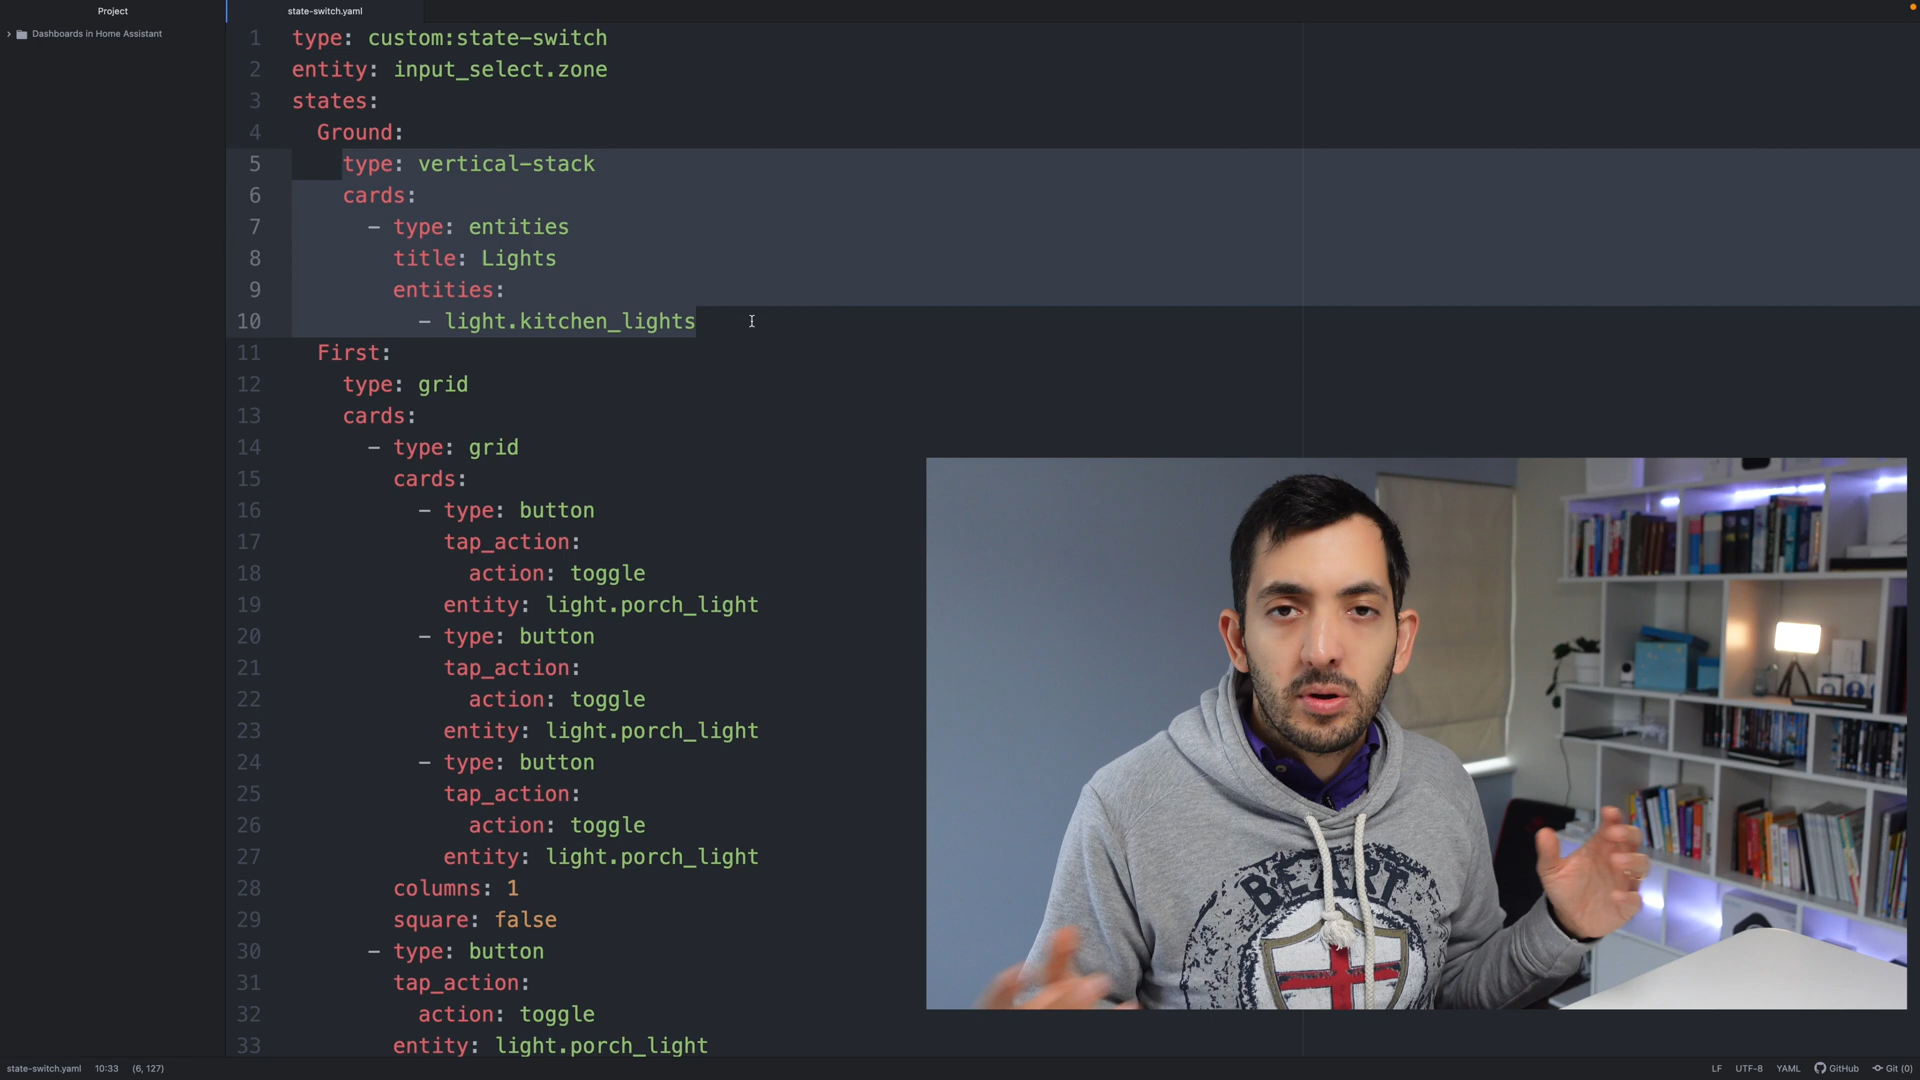 Project
state-switch.yaml
Dashboards in Home Assistant
1 type: custom:state-switch
2 entity: input_select.zone
3 states:
4 Ground:
5 type: vertical-stack
6 cards:
7 - type: entities
8 title: Lights
9 entities:
10 - light.kitchen_lights
11 First:
12 type: grid
13 cards:
14 - type: grid
15 cards:
16 - type: button
17 tap_action:
18 action: toggle
19 entity: light.porch_light
20 - type: button
21 tap_action:
22 action: toggle
23 entity: light.porch_light
24 - type: button
25 tap_action:
26 action: toggle
27 entity: light.porch_light
28 columns: 1
29 square: false
30 - type: button
31 tap_action:
32 action: toggle
33 entity: light.porch_light
state-switch.yaml 10:33 (6, 127)
LF UTF-8 YAML GitHub Git (0)